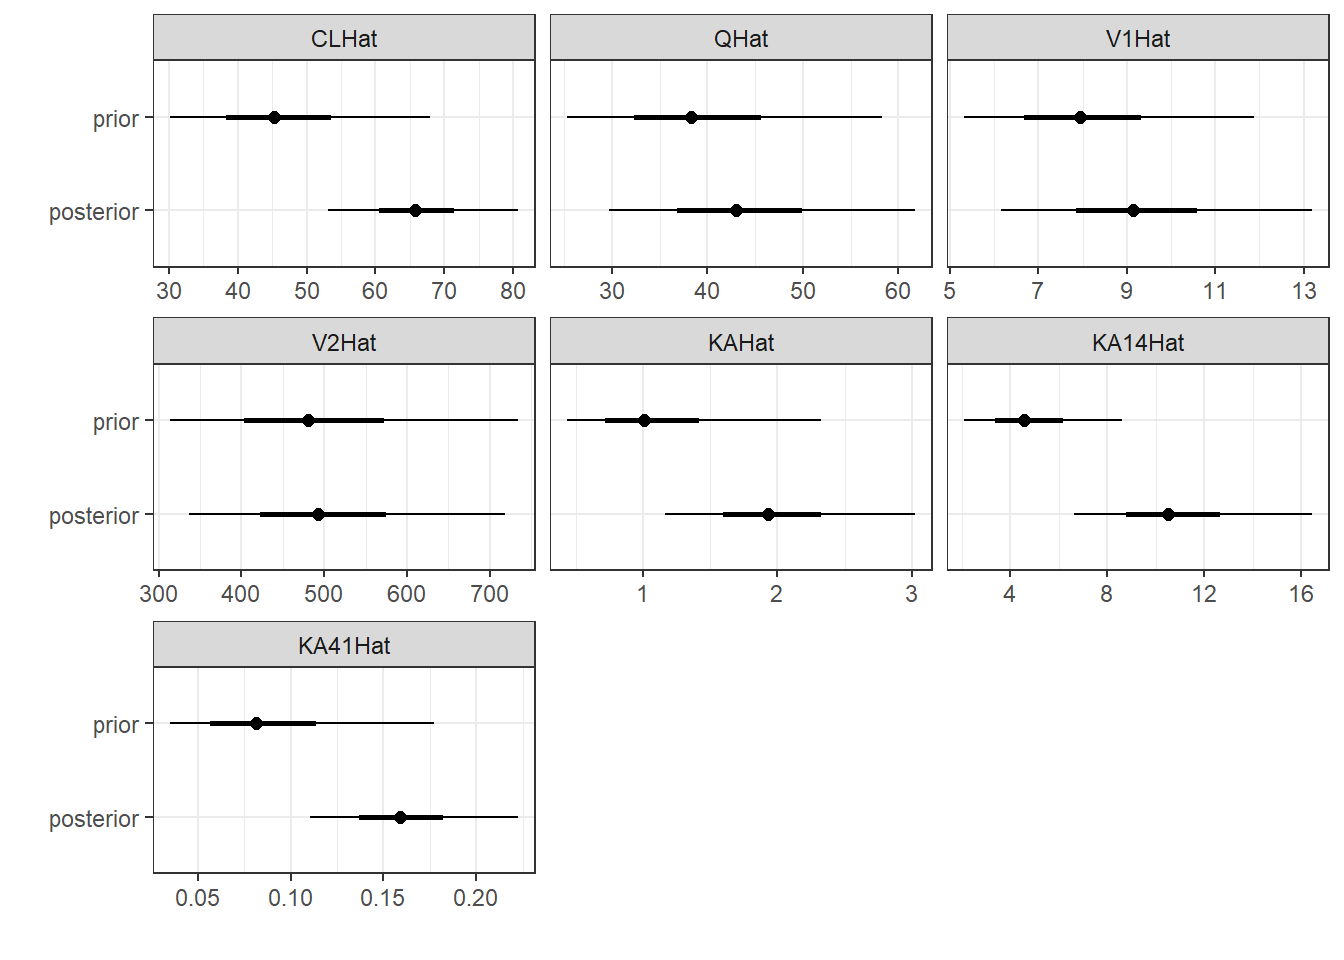 CLHat QHat V1Hat
prior
posterior
30 40 50 60 70 80 30 40 50 60 5 7 9 11 13
V2Hat KAHat KA14Hat
prior
posterior
300 400 500 600 700 1 2 3 4 8 12 16
KA41Hat
prior
posterior
0.05 0.10 0.15 0.20